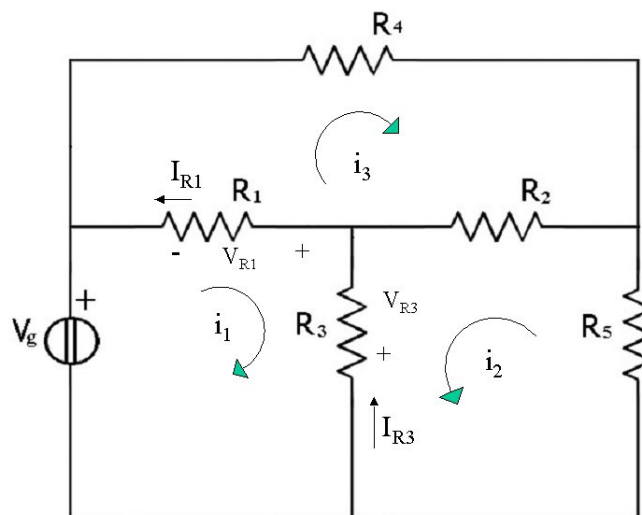 R4
i3
IR1
R1
R2
- VR1 +
+
Vg
i1
R3
VR3
+
i2
R5
IR3